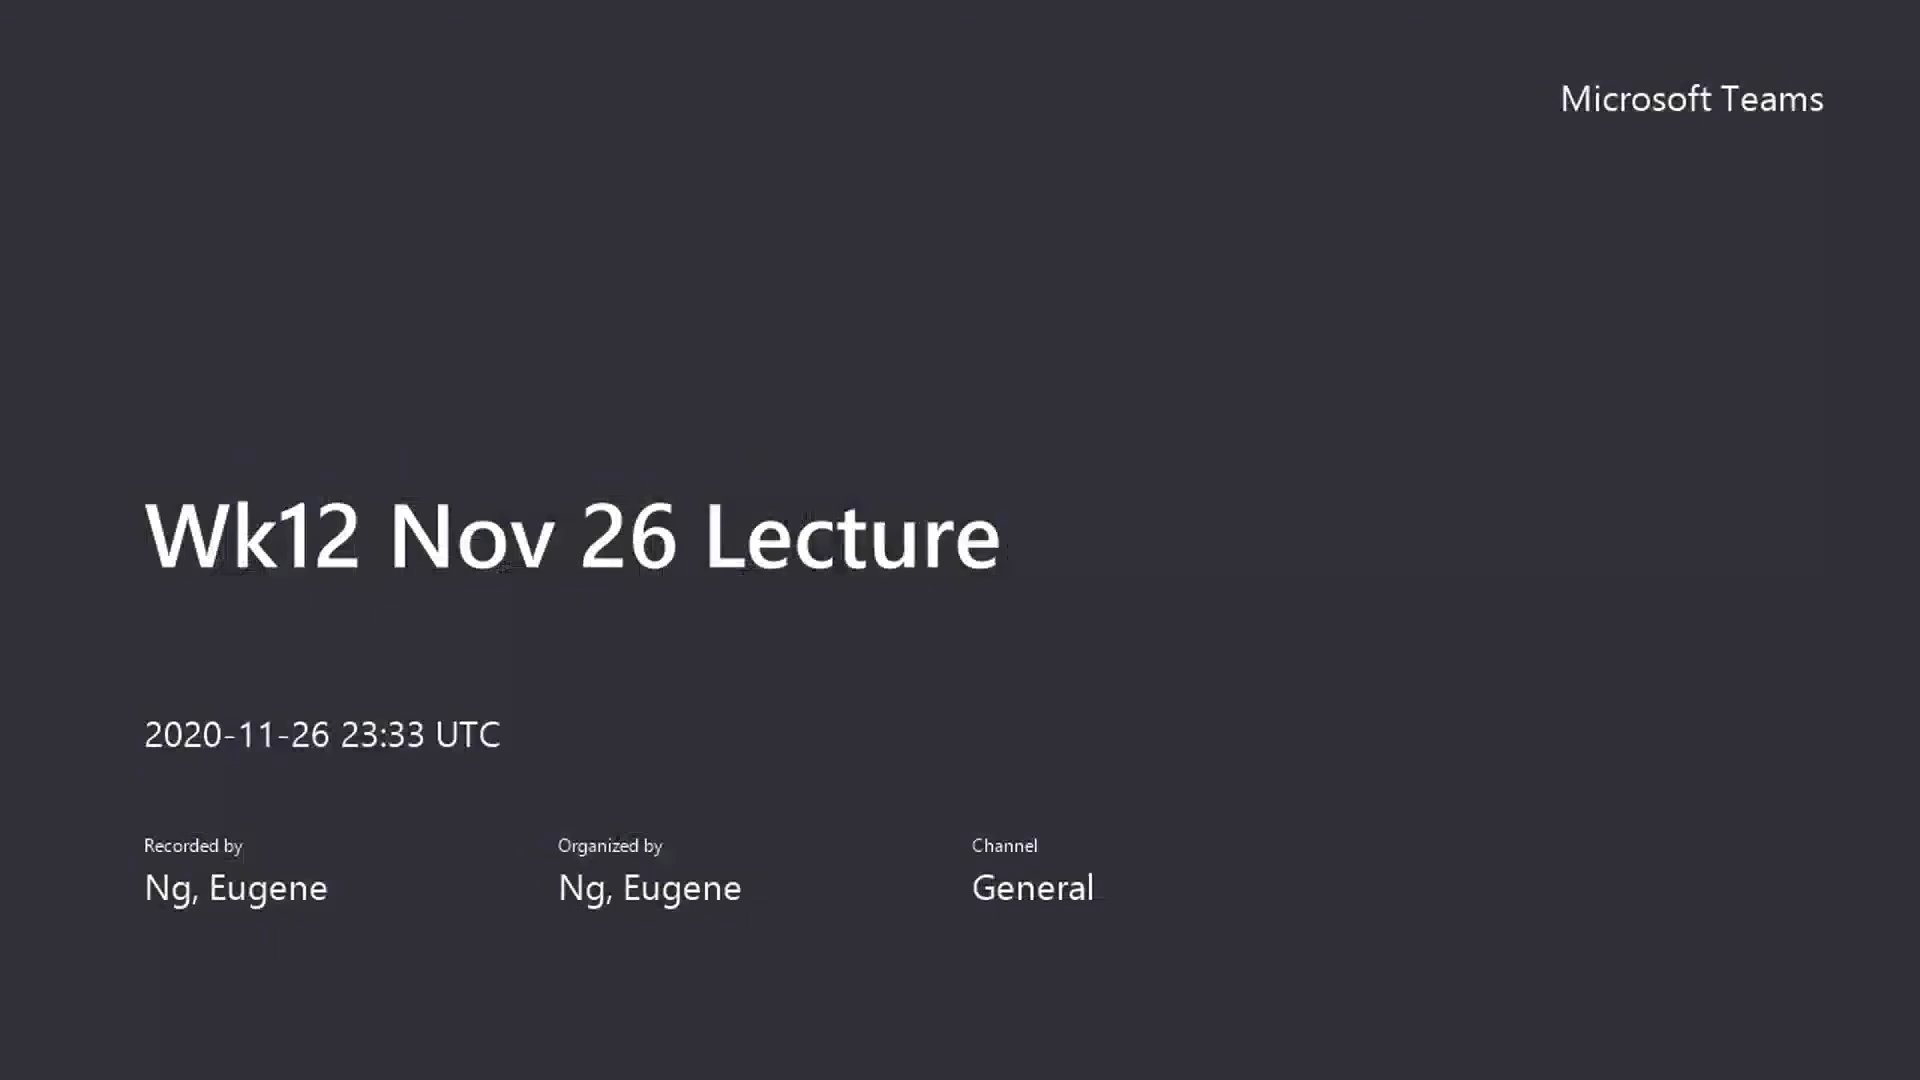 Microsoft Teams
Wk12 Nov 26 Lecture
2020-11-26 23:33 UTC
Recorded by
Ng, Eugene
Organized by
Ng, Eugene
Channel
General